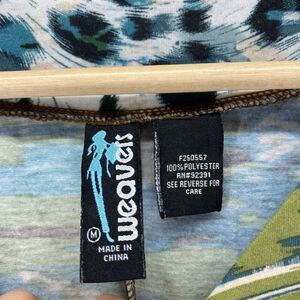 weavers
M
MADE IN
CHINA
F250557
100% POLYESTER
RN#92391
SEE REVERSE FOR
CARE